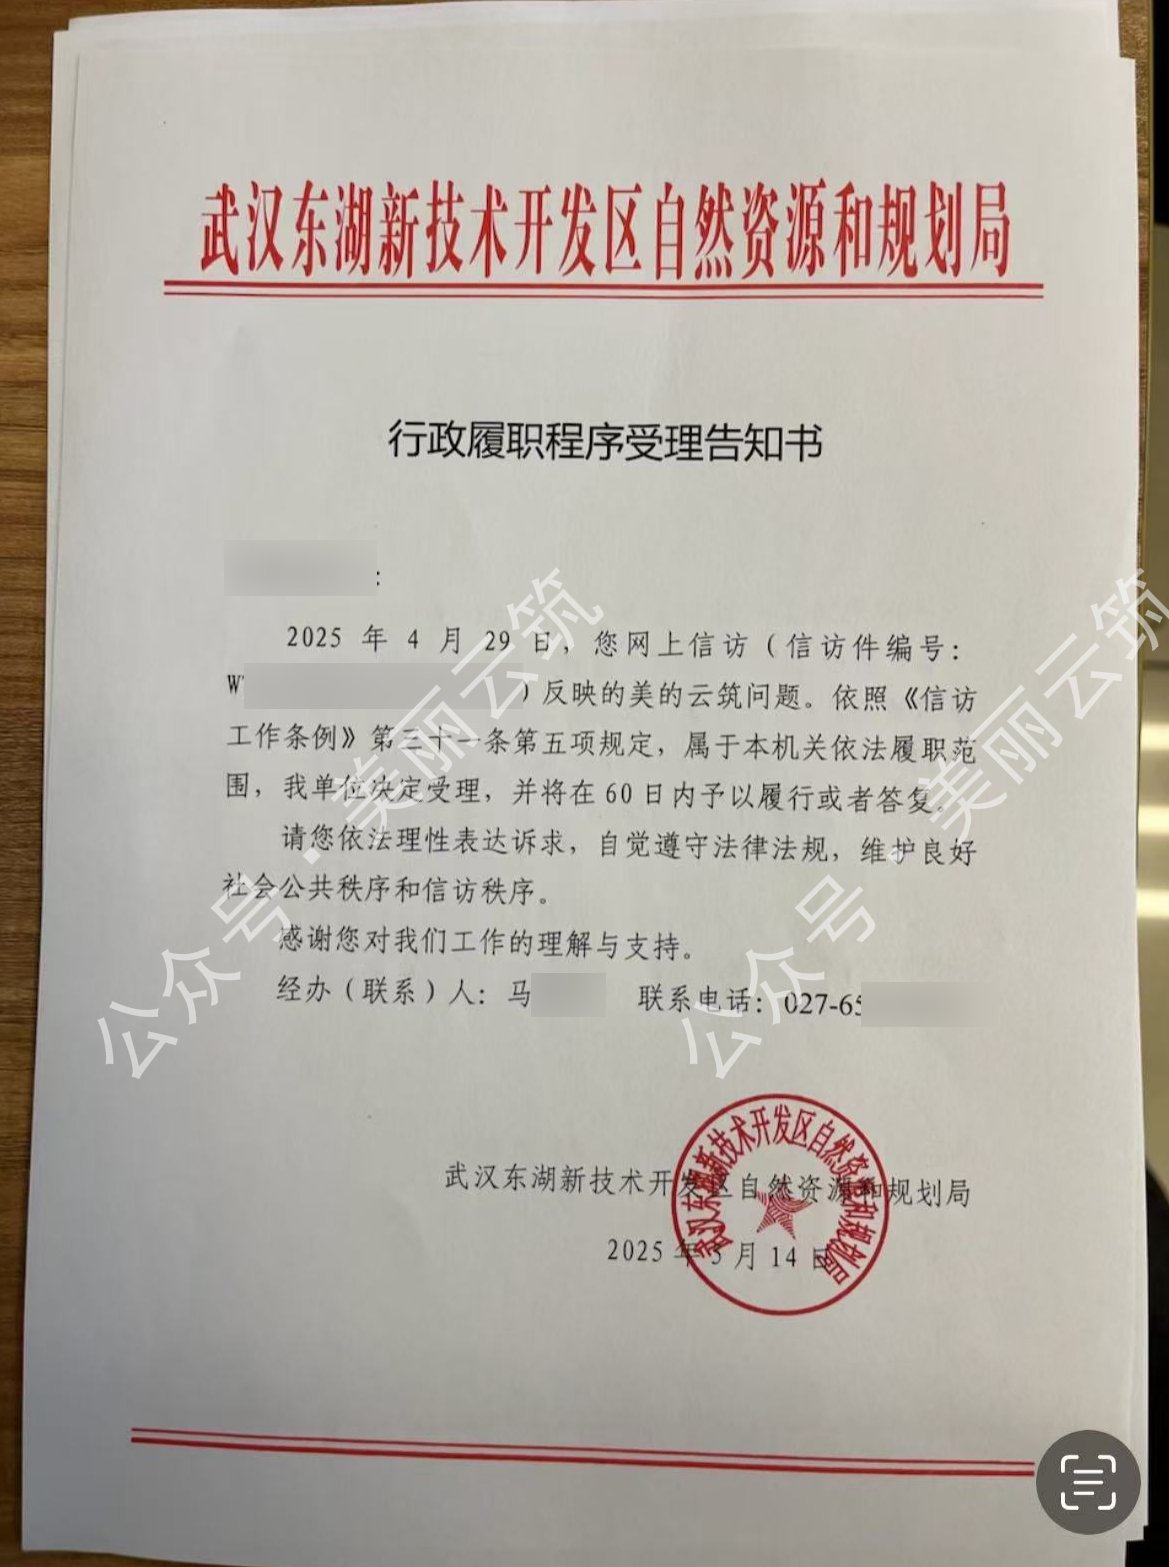 武汉东湖新技术开发区自然资源和规划局
行政履职程序受理告知书
：
2025 年 4 月 29 日，您网上信访（信访件编号：
W
）反映的美的云筑问题。依照《信访
工作条例》第三十一条第五项规定，属于本机关依法履职范
围，我单位决定受理，并将在 60 日内予以履行或者答复。
请您依法理性表达诉求，自觉遵守法律法规，维护良好
社会公共秩序和信访秩序。
感谢您对我们工作的理解与支持。
经办（联系）人：马 联系电话：027-65
武汉东湖新技术开发区自然资源和规划局
2025 年 5 月 14 日
武汉东湖新技术开发区自然资源和规划局
公众号·美丽云筑
公众号·美丽云筑